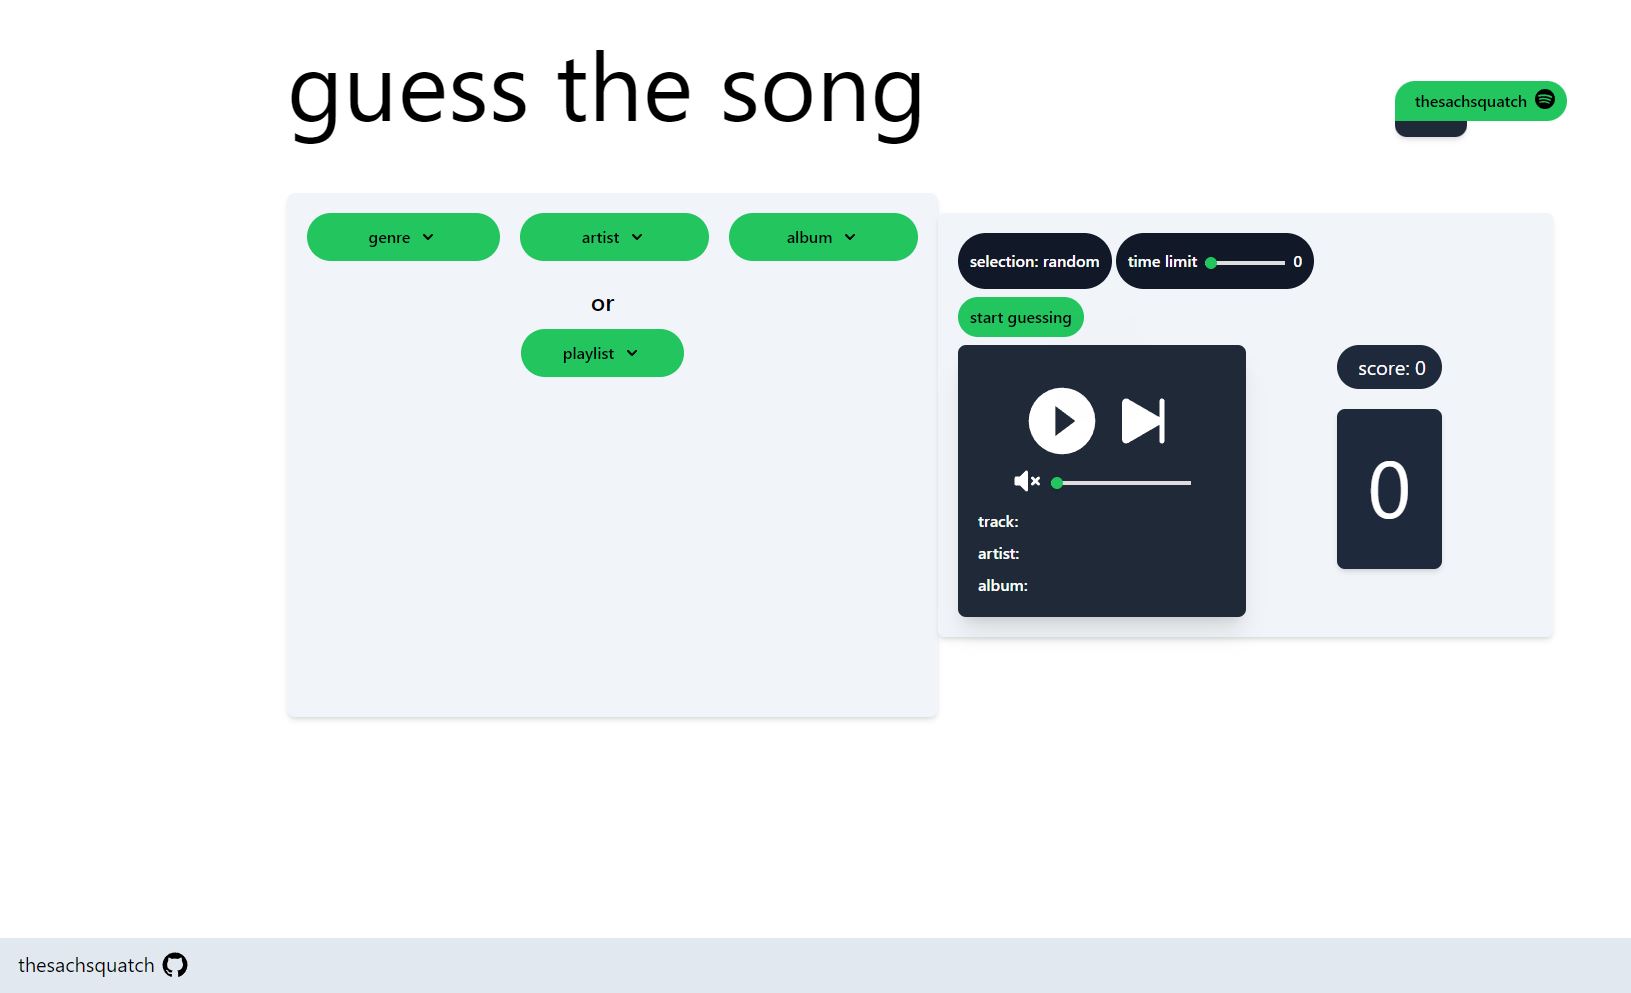 guess the song
thesachsquatch
genre
artist
album
or
playlist
selection: random
time limit 0
start guessing
score: 0
0
track:
artist:
album:
thesachsquatch